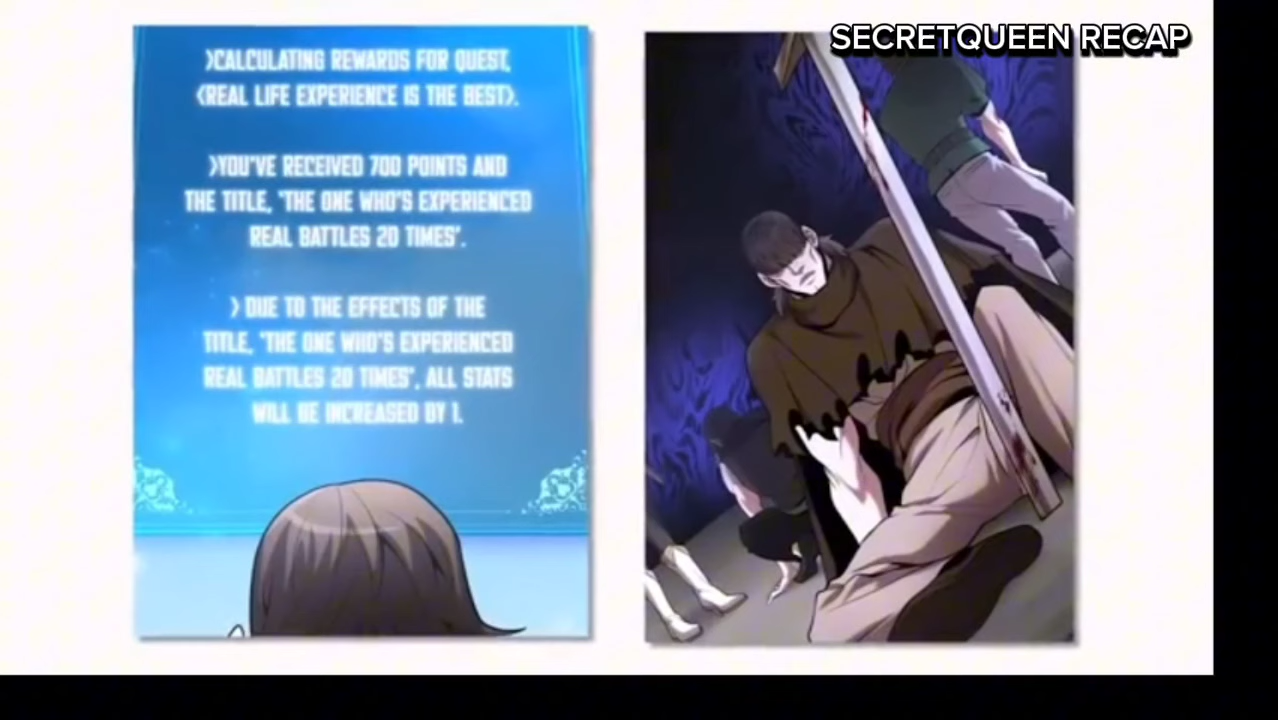 SECRETQUEEN RECAP
>CALCULATING REWARDS FOR QUEST,
<REAL LIFE EXPERIENCE IS THE BEST>.
>YOU'VE RECEIVED 700 POINTS AND
THE TITLE, "THE ONE WHO'S EXPERIENCED
REAL BATTLES 20 TIMES".
> DUE TO THE EFFECTS OF THE
TITLE, "THE ONE WHO'S EXPERIENCED
REAL BATTLES 20 TIMES", ALL STATS
WILL BE INCREASED BY 1.